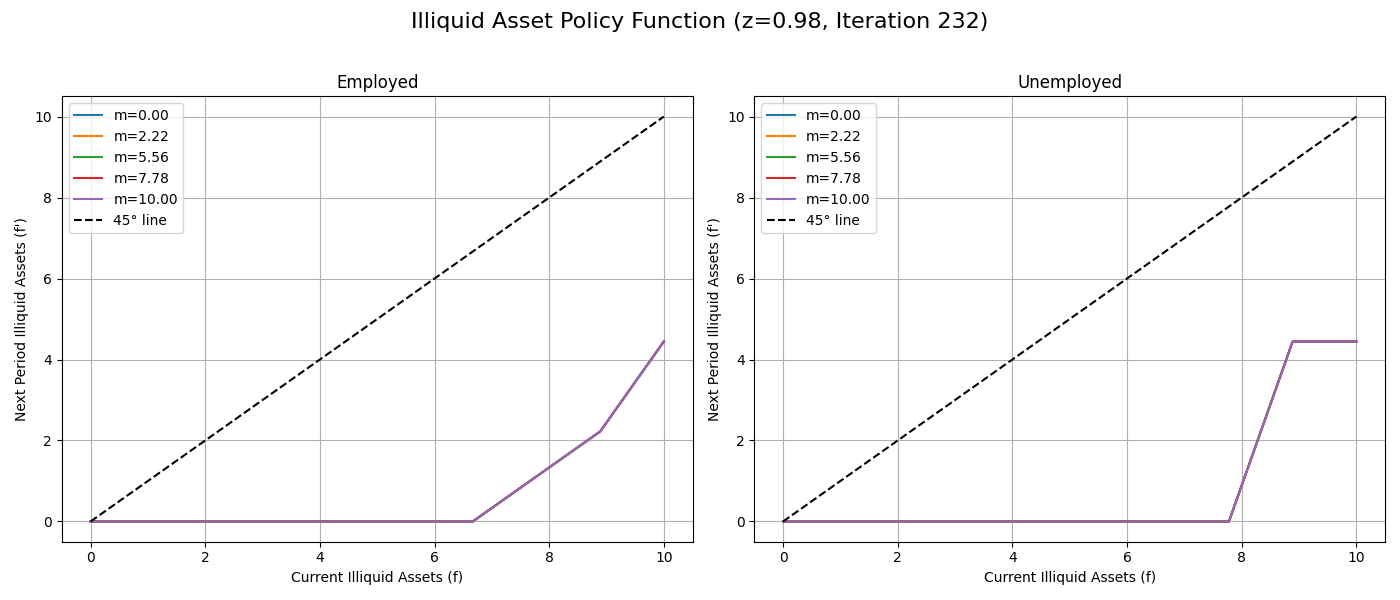 Illiquid Asset Policy Function (z=0.98, Iteration 232)
Employed
m=0.00
m=2.22
m=5.56
m=7.78
m=10.00
45° line
10
8
6
4
2
0
Next Period Illiquid Assets (f')
0 2 4 6 8 10
Current Illiquid Assets (f)
Unemployed
m=0.00
m=2.22
m=5.56
m=7.78
m=10.00
45° line
10
8
6
4
2
0
Next Period Illiquid Assets (f')
0 2 4 6 8 10
Current Illiquid Assets (f)